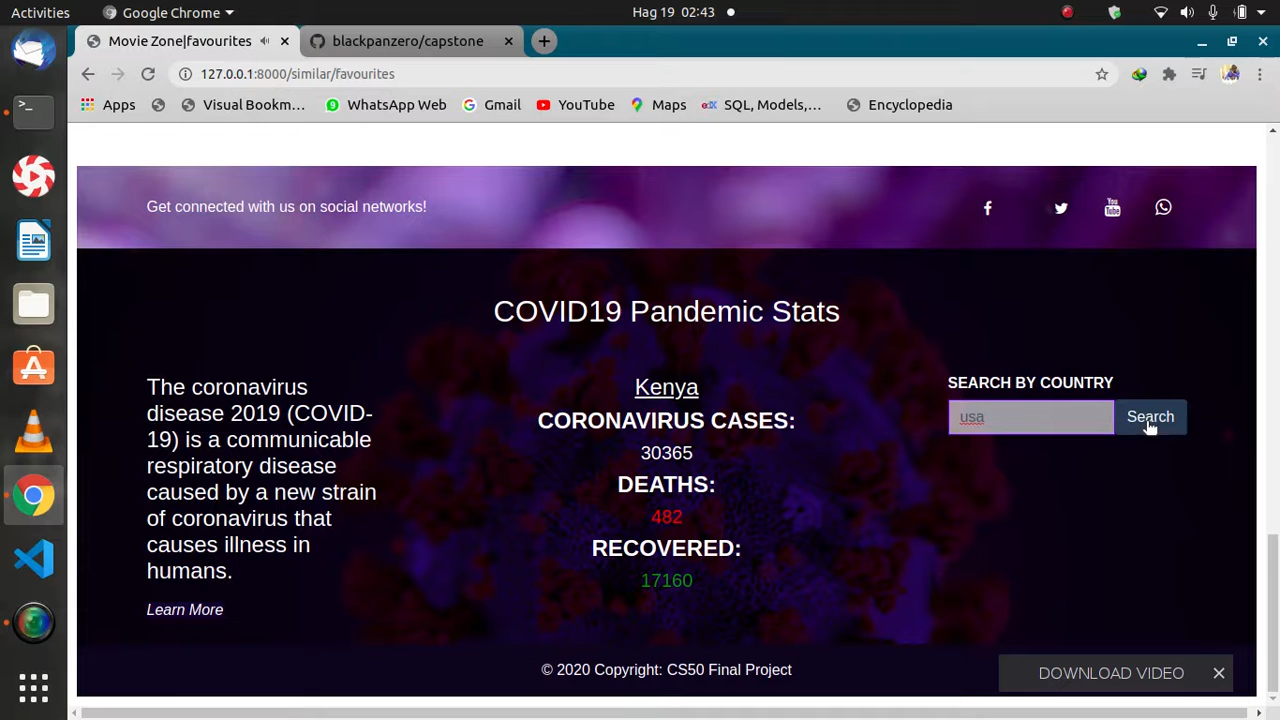 Activities
Google Chrome
Hag 19 02:43
Movie Zone|favourites
blackpanzero/capstone
127.0.0.1:8000/similar/favourites
Apps
Visual Bookm...
WhatsApp Web
Gmail
YouTube
Maps
edX
SQL, Models,...
Encyclopedia
Get connected with us on social networks!
You
Tube
COVID19 Pandemic Stats
The coronavirus
disease 2019 (COVID-
19) is a communicable
respiratory disease
caused by a new strain
of coronavirus that
causes illness in
humans.
Learn More
Kenya
CORONAVIRUS CASES:
30365
DEATHS:
482
RECOVERED:
17160
SEARCH BY COUNTRY
usa
Search
© 2020 Copyright: CS50 Final Project
DOWNLOAD VIDEO